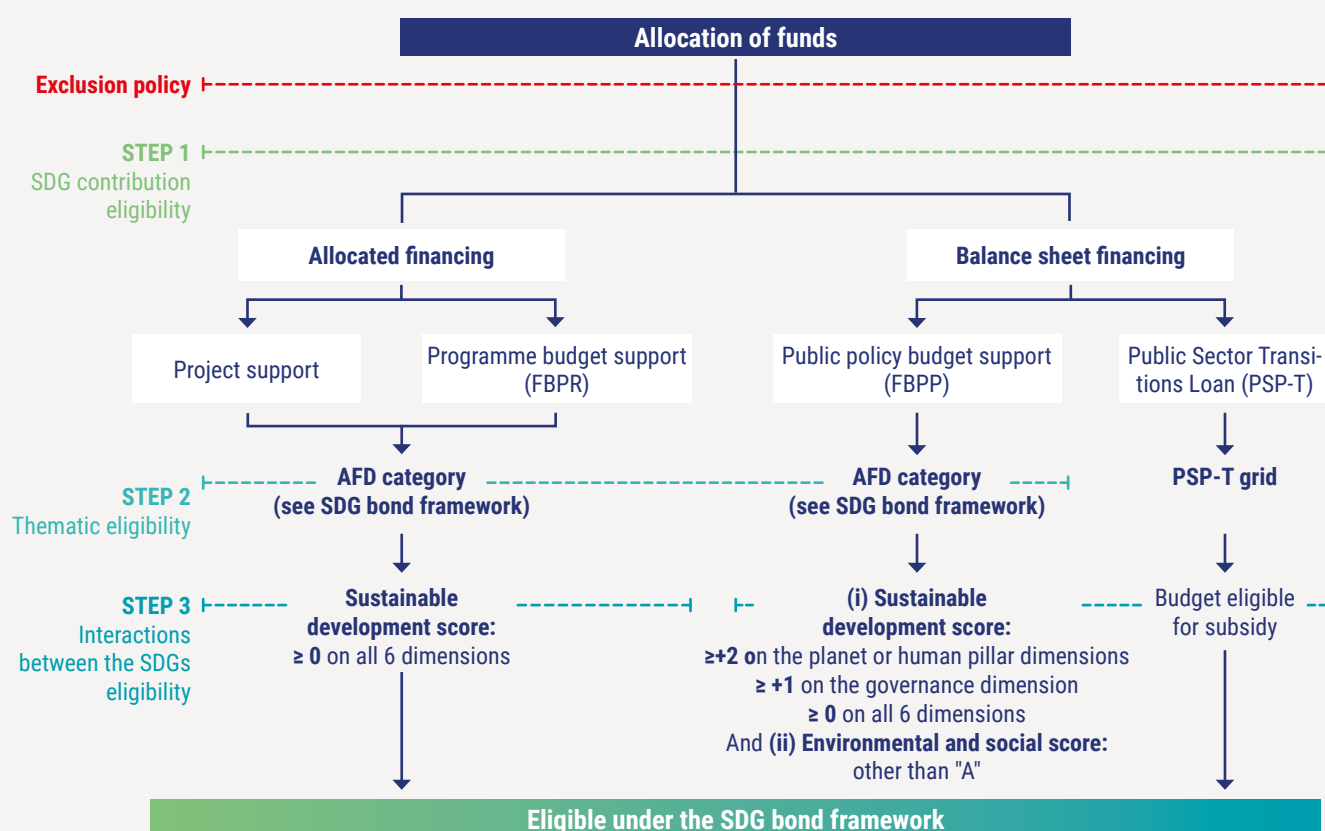 Allocation of funds
Exclusion policy
STEP 1
SDG contribution
eligibility
Allocated financing
Balance sheet financing
Project support
Programme budget support
(FBPR)
Public policy budget support
(FBPP)
Public Sector Transi-
tions Loan (PSP-T)
STEP 2
Thematic eligibility
AFD category
(see SDG bond framework)
AFD category
(see SDG bond framework)
PSP-T grid
STEP 3
Interactions
between the SDGs
eligibility
Sustainable
development score:
≥ 0 on all 6 dimensions
(i) Sustainable
development score:
≥+2 on the planet or human pillar dimensions
≥ +1 on the governance dimension
≥ 0 on all 6 dimensions
And (ii) Environmental and social score:
other than "A"
Budget eligible
for subsidy
Eligible under the SDG bond framework